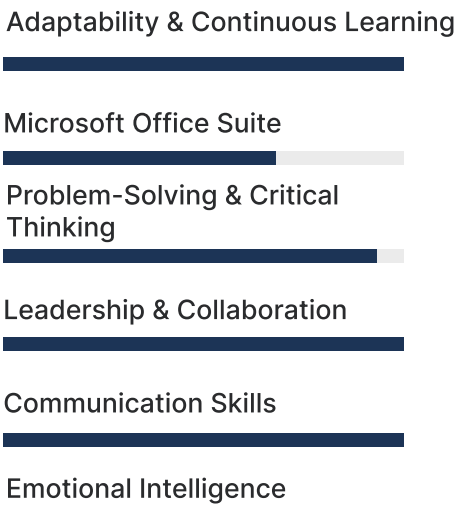 Adaptability & Continuous Learning
Microsoft Office Suite
Problem-Solving & Critical
Thinking
Leadership & Collaboration
Communication Skills
Emotional Intelligence